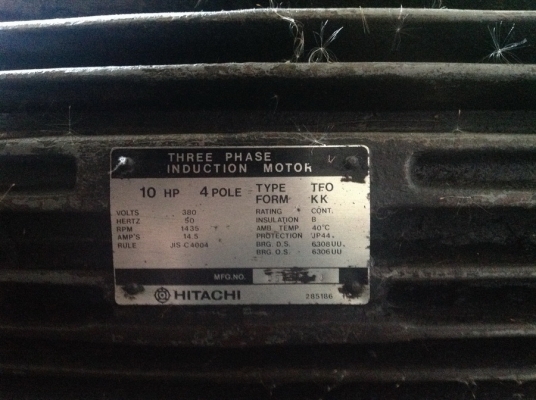 THREE PHASE
INDUCTION MOTOR
10 HP 4 POLE
TYPE TFO
FORM KK
VOLTS 380
HERTZ 50
RPM 1435
AMP'S 14.5
RULE JIS C 4004
RATING CONT.
INSULATION B
AMB. TEMP 40°C
PROTECTION JP44
BRG. D.S. 6308UU
BRG. O.S. 6306UU
MFG.NO.
HITACHI
285186